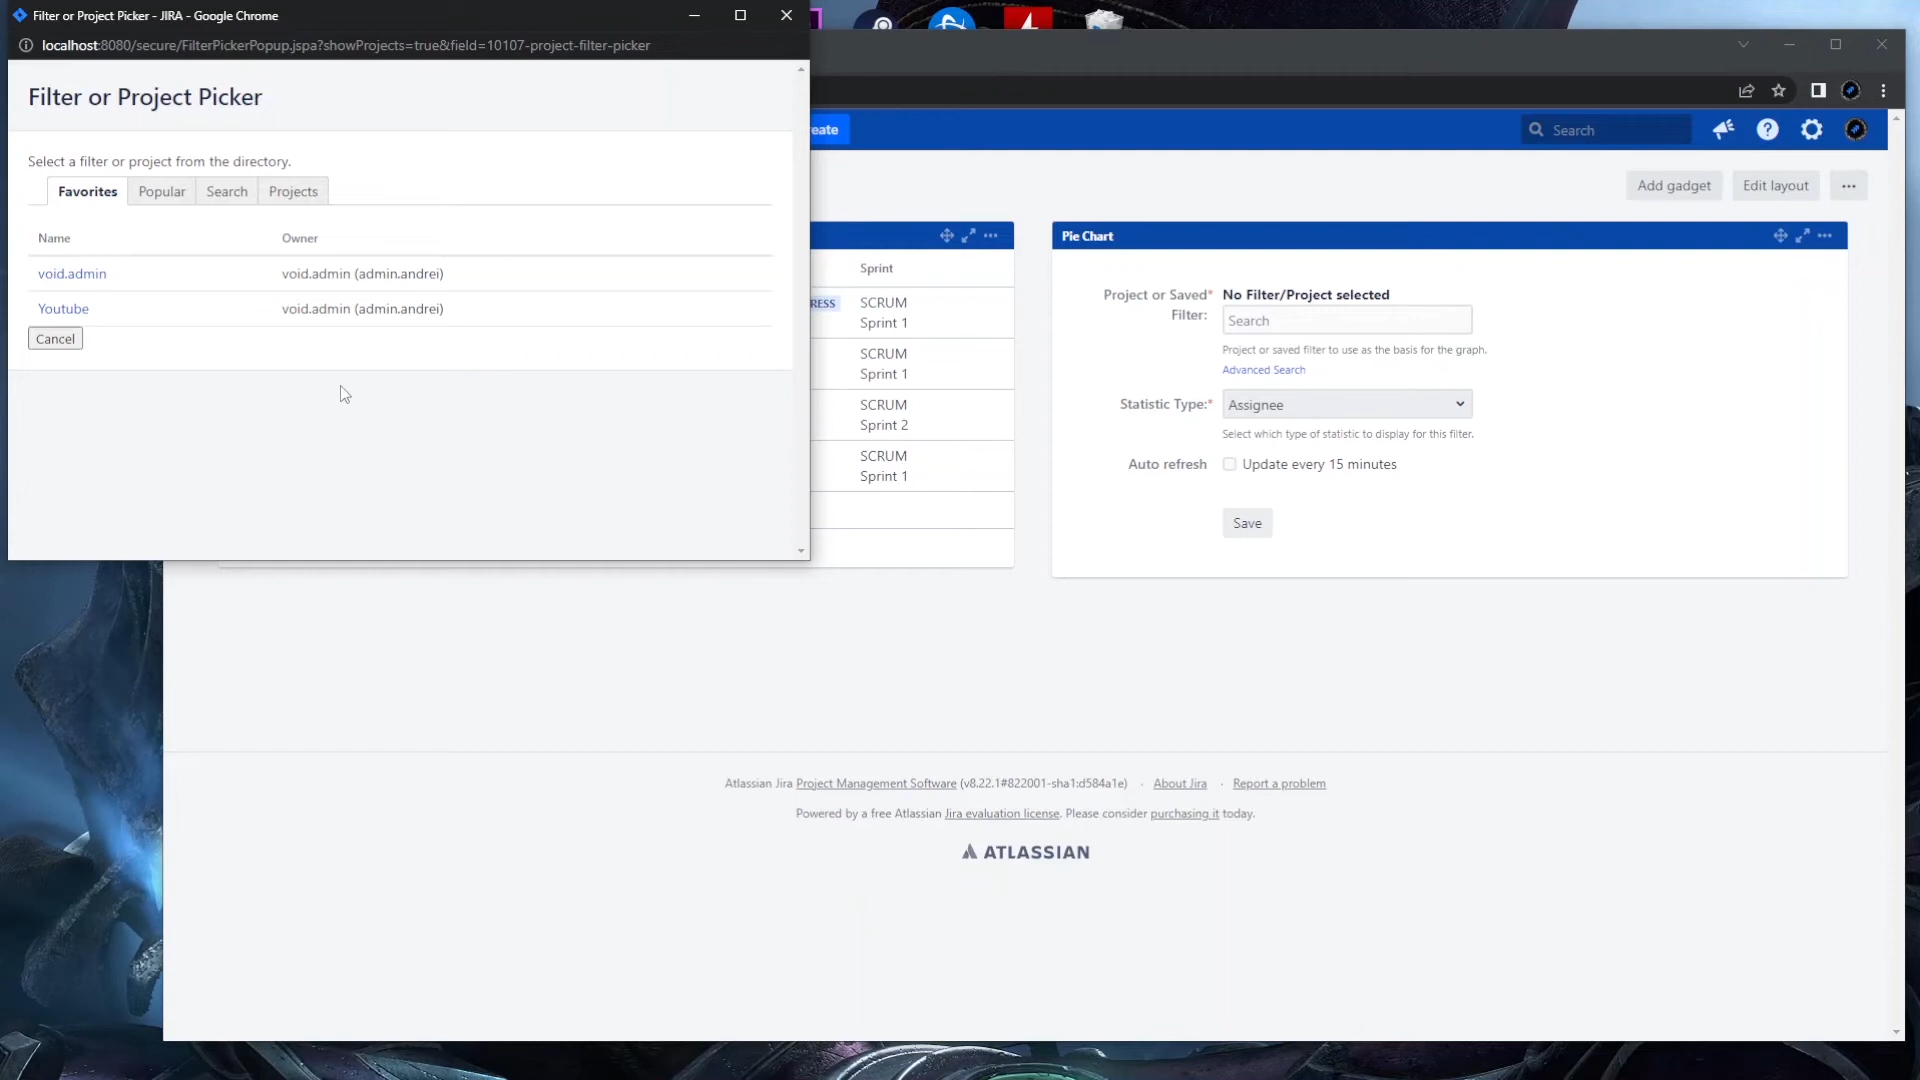 Filter or Project Picker - JIRA - Google Chrome
localhost:8080/secure/FilterPickerPopup.jspa?showProjects=true&field=10107-project-filter-picker
Filter or Project Picker
Select a filter or project from the directory.
Favorites Popular Search Projects
Name Owner
void.admin void.admin (admin.andrei)
Youtube void.admin (admin.andrei)
Cancel
eate
Search
Add gadget Edit layout
Sprint
RESS SCRUM
Sprint 1
SCRUM
Sprint 1
SCRUM
Sprint 2
SCRUM
Sprint 1
Pie Chart
Project or Saved* No Filter/Project selected
Filter: Search
Project or saved filter to use as the basis for the graph.
Advanced Search
Statistic Type:* Assignee
Select which type of statistic to display for this filter.
Auto refresh Update every 15 minutes
Save
Atlassian Jira Project Management Software (v8.22.1#822001-sha1:d584a1e) · About Jira · Report a problem
Powered by a free Atlassian Jira evaluation license. Please consider purchasing it today.
ATLASSIAN